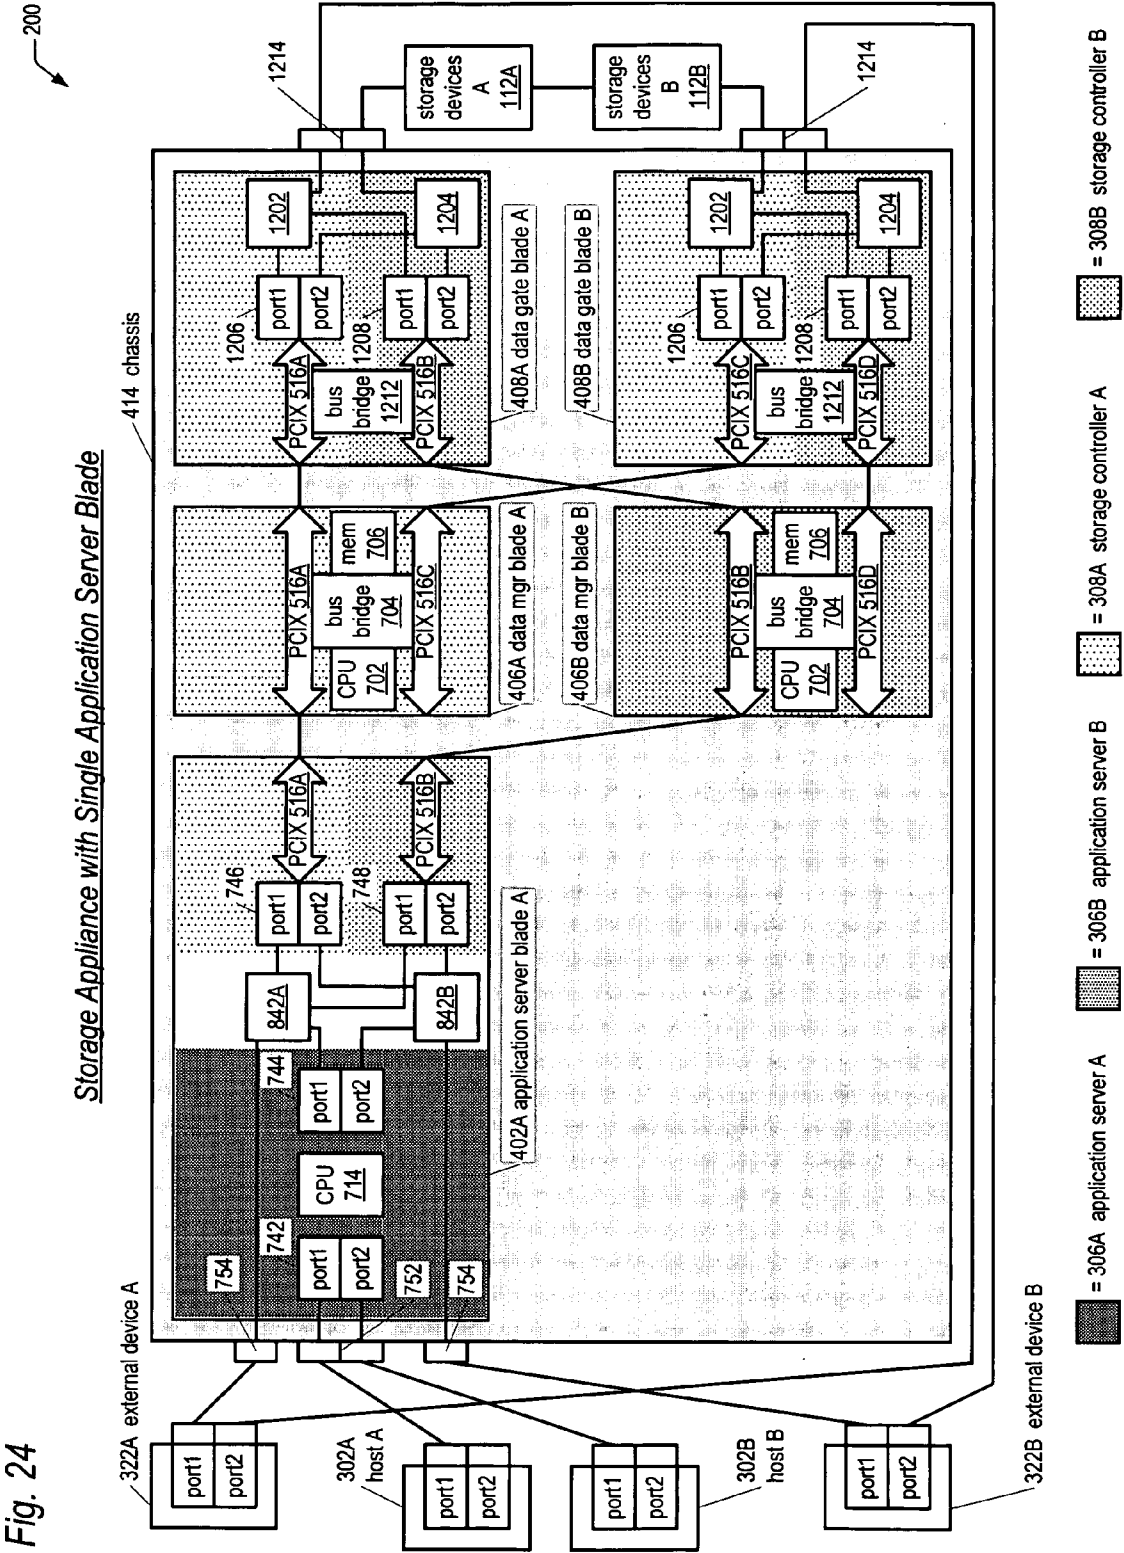 Fig. 24
Storage Appliance with Single Application Server Blade
200
414 chassis
322A external device A
port1
port2
302A
host A
port1
port2
302B
host B
port1
port2
322B external device B
port1
port2
754
742
port1
port2
752
754
CPU
714
744
port1
port2
842A
842B
746
port1
port2
748
port1
port2
PCIX 516A
PCIX 516B
402A application server blade A
PCIX 516A
CPU
702
bus
bridge
704
mem
706
PCIX 516C
406A data mgr blade A
406B data mgr blade B
PCIX 516B
CPU
702
bus
bridge
704
mem
706
PCIX 516D
PCIX 516A
bus
bridge
1212
PCIX 516B
1206
port1
port2
1208
port1
port2
1202
1204
408A data gate blade A
408B data gate blade B
PCIX 516C
bus
bridge
1212
PCIX 516D
1206
port1
port2
1208
port1
port2
1202
1204
1214
storage
devices
A
112A
storage
devices
B
112B
1214
= 306A application server A
= 306B application server B
= 308A storage controller A
= 308B storage controller B